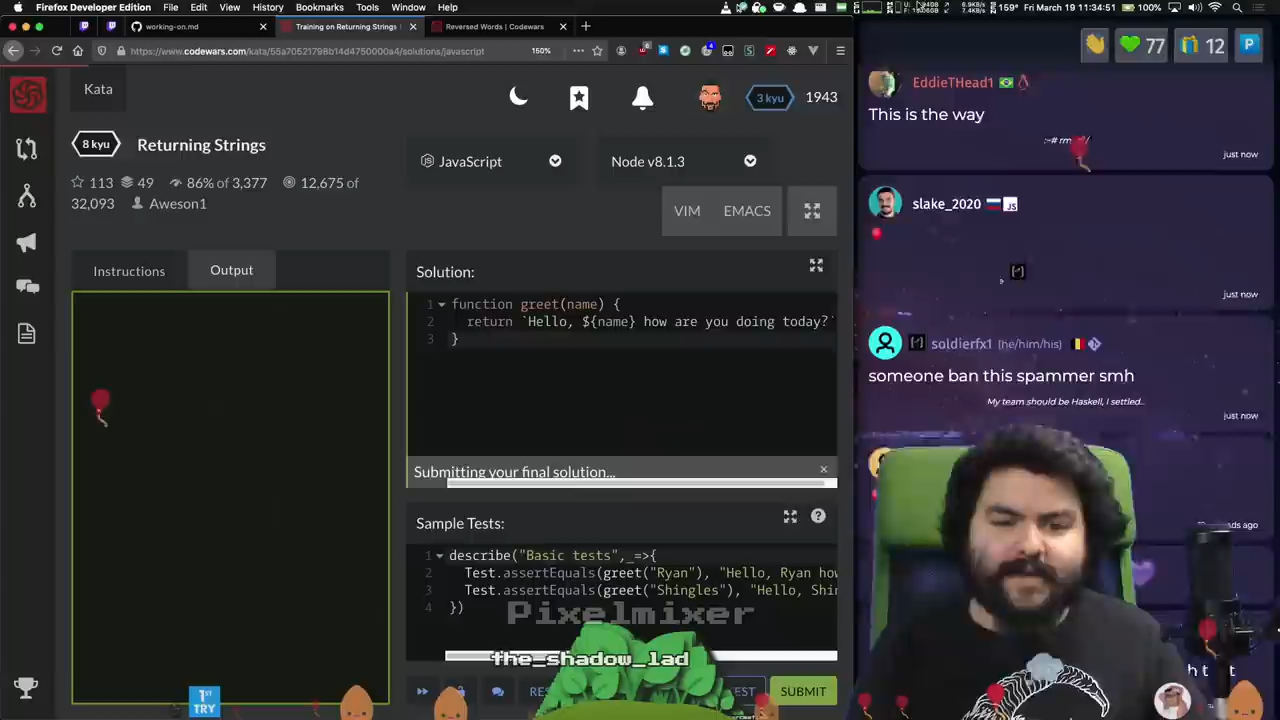 Firefox Developer Edition File Edit View History Bookmarks Tools Window Help
159° 100% Fri March 19 11:34:51
working-on.md
Training on Returning Strings
Reversed Words | Codewars
https://www.codewars.com/kata/55a70521798b14d4750000a4/solutions/javascript
150%
Kata
3 kyu 1943
8 kyu Returning Strings
113 49 86% of 3,377 12,675 of
32,093 Aweson1
JavaScript
Node v8.1.3
VIM EMACS
Instructions
Output
Solution:
1 function greet(name) {
2 return `Hello, ${name} how are you doing today?`
3 }
Submitting your final solution...
Sample Tests:
1 describe("Basic tests",_=>{
2 Test.assertEquals(greet("Ryan"), "Hello, Ryan how
3 Test.assertEquals(greet("Shingles"), "Hello, Shin
4 })
Pixelmixer
the_shadow_lad
1ST
TRY
SUBMIT
77 12
EddieTHead1
This is the way
just now
slake_2020 JS
just now
soldierfx1 (he/him/his)
someone ban this spammer smh
My team should be Haskell, I settled..
just now